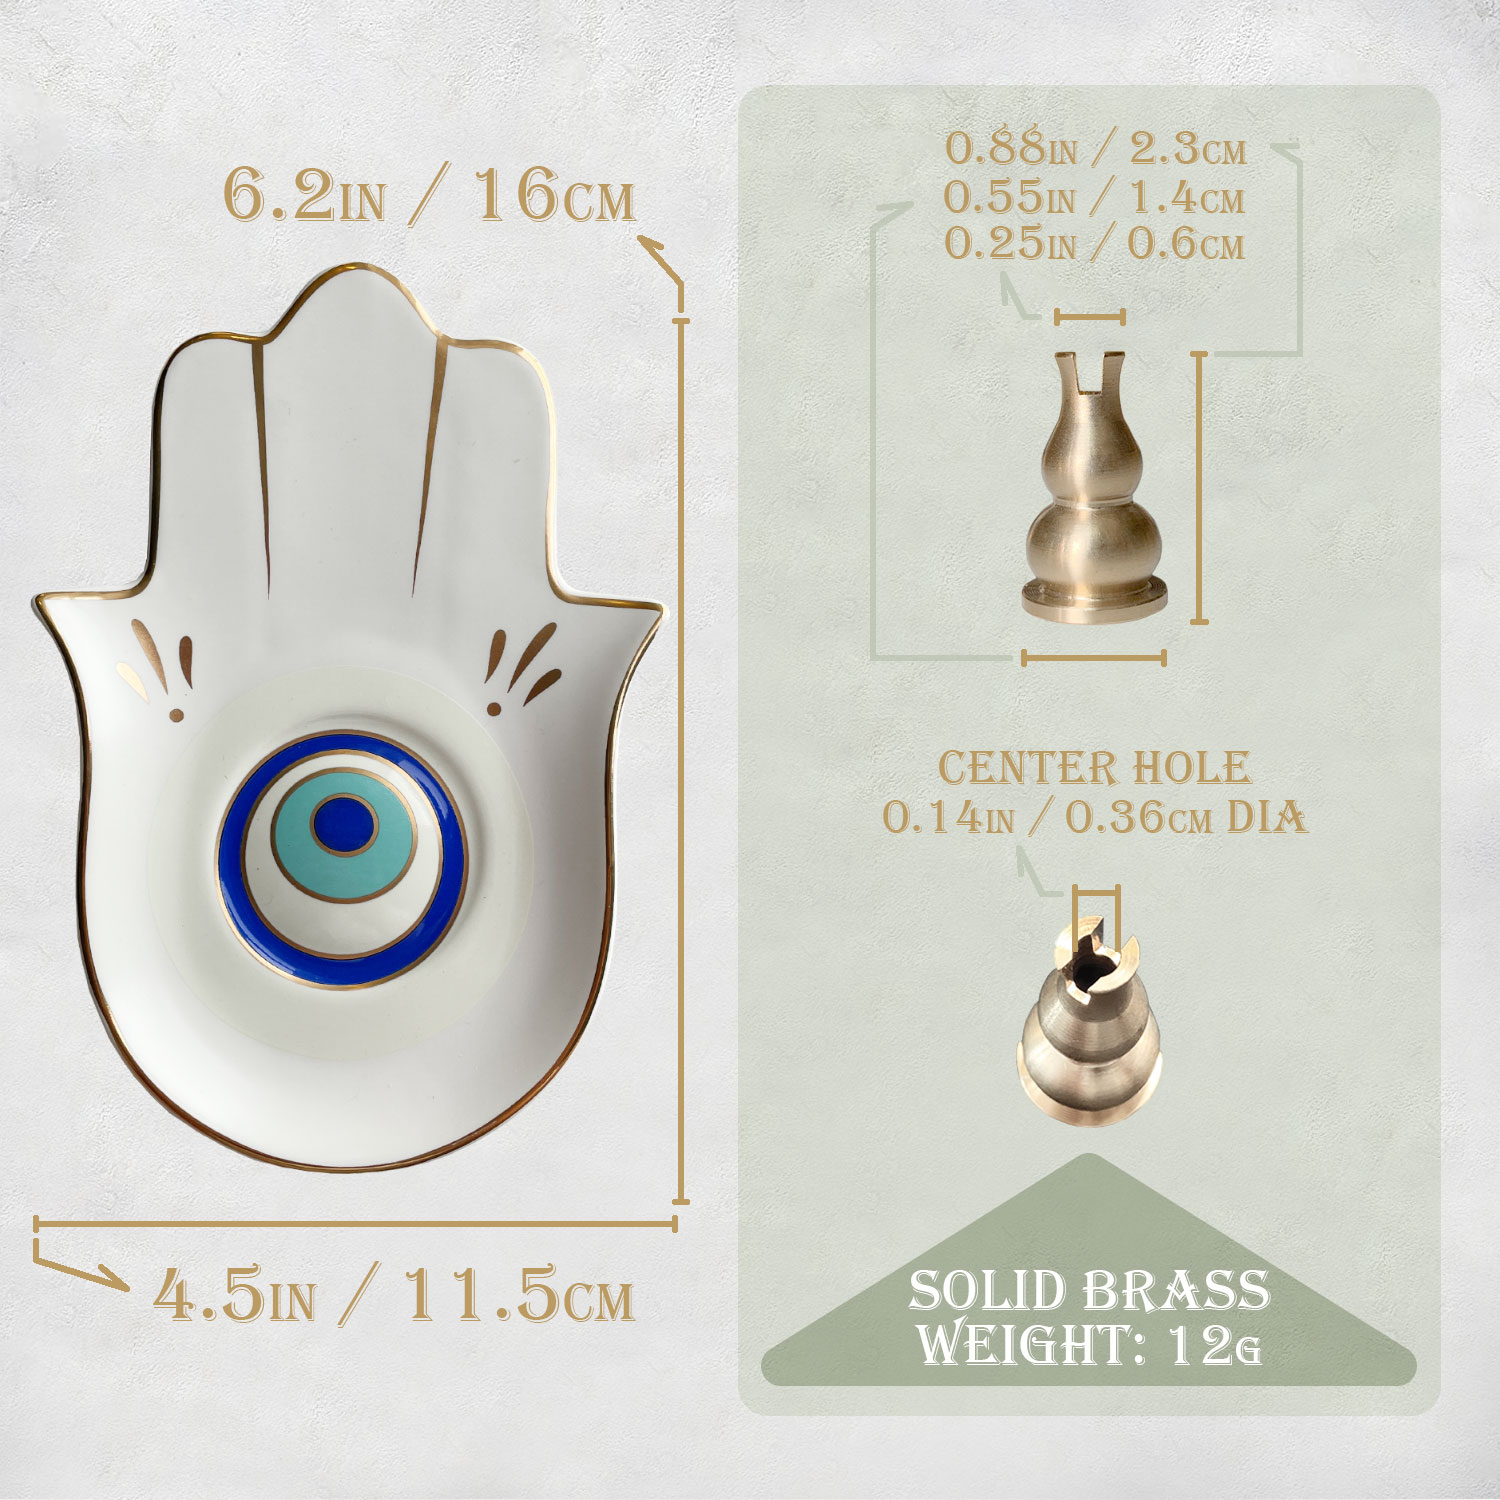 6.2IN / 16CM
4.5IN / 11.5CM
0.88IN / 2.3CM
0.55IN / 1.4CM
0.25IN / 0.6CM
CENTER HOLE
0.14IN / 0.36CM DIA
SOLID BRASS
WEIGHT: 12G